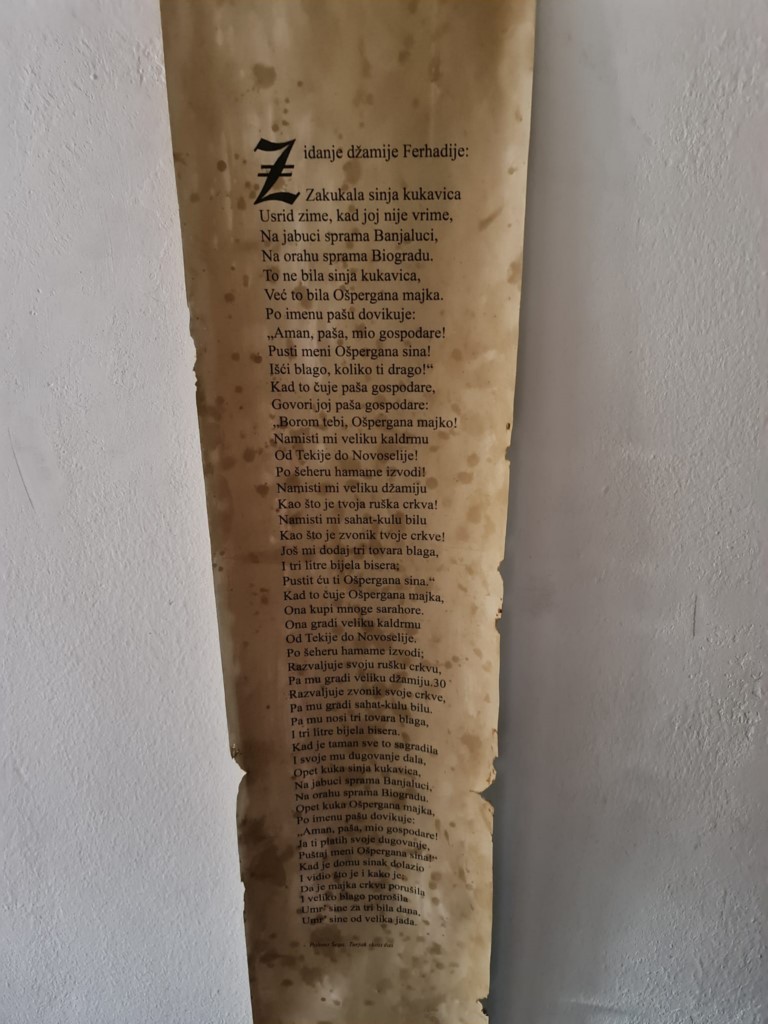 Zidanje džamije Ferhadije:
Zakukala sinja kukavica
Usrid zime, kad joj nije vrime,
Na jabuci sprama Banjaluci,
Na orahu sprama Biogradu.
To ne bila sinja kukavica,
Već to bila Ošpergana majka.
Po imenu pašu dovikuje:
„Aman, paša, mio gospodare!
Pusti meni Ošpergana sina!
Išći blago, koliko ti drago!“
Kad to čuje paša gospodare,
Govori joj paša gospodare:
„Borom tebi, Ošpergana majko!
Namisti mi veliku kaldrmu
Od Tekije do Novoselije!
Po šeheru hamame izvodi!
Namisti mi veliku džamiju
Kao što je tvoja ruška crkva!
Namisti mi sahat-kulu bilu
Kao što je zvonik tvoje crkve!
Još mi dodaj tri tovara blaga,
I tri litre bijela bisera;
Pustit ću ti Ošpergana sina.“
Kad to čuje Ošpergana majka,
Ona kupi mnoge sarahore.
Ona gradi veliku kaldrmu
Od Tekije do Novoselije.
Po šeheru hamame izvodi;
Razvaljuje svoju rušku crkvu,
Pa mu gradi veliku džamiju.30
Razvaljuje zvonik svoje crkve,
Pa mu gradi sahat-kulu bilu.
Pa mu nosi tri tovara blaga,
I tri litre bijela bisera.
Kad je taman sve to sagradila
I svoje mu dugovanje dala,
Opet kuka sinja kukavica,
Na jabuci sprama Banjaluci,
Na orahu sprama Biogradu.
Opet kuka Ošpergana majka,
Po imenu pašu dovikuje:
„Aman, paša, mio gospodare!
Ja ti platih svoje dugovanje,
Puštaj meni Ošpergana sina!“
Kad je domu sinak dolazio
I vidio što je i kako je;
Da je majka crkvu porušila
I veliko blago potrošila
Umr' sine za tri bila dana,
Umr' sine od velika jada.